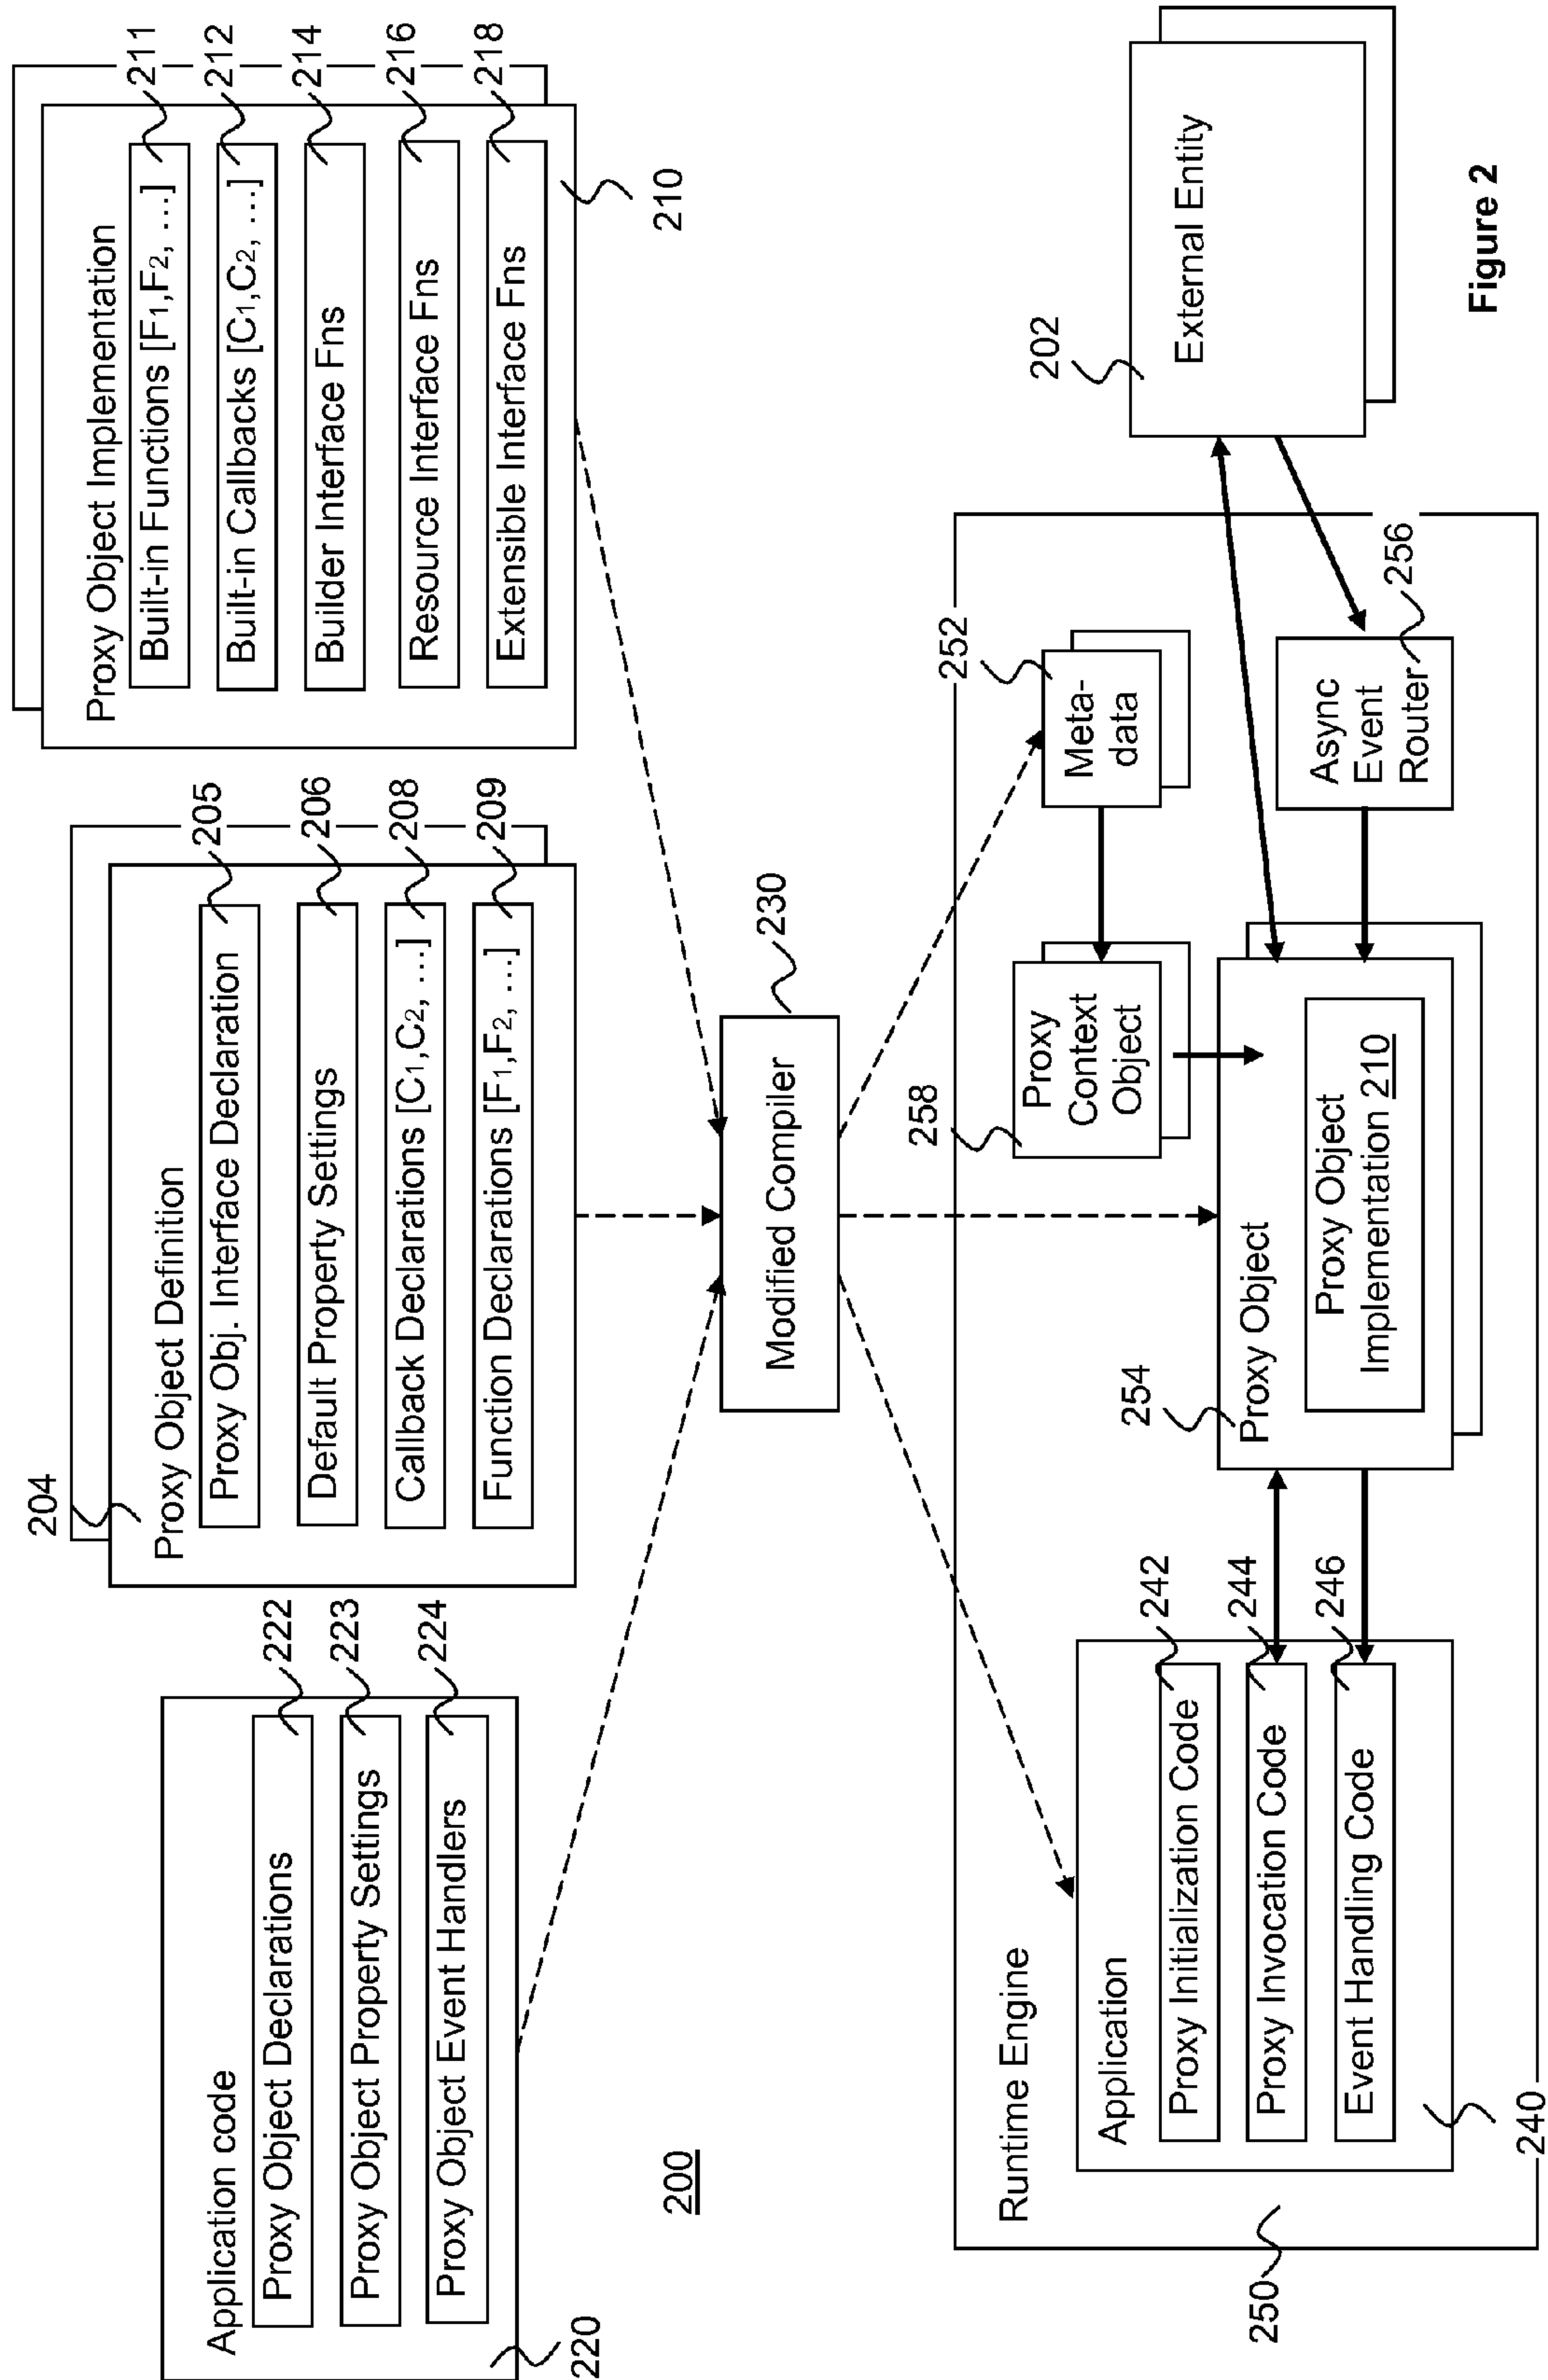 Application code
Proxy Object Declarations
222
Proxy Object Property Settings
223
Proxy Object Event Handlers
224
220
204
Proxy Object Definition
Proxy Obj. Interface Declaration
205
Default Property Settings
206
Callback Declarations [C1,C2, …]
208
Function Declarations [F1,F2, …]
209
Proxy Object Implementation
Built-in Functions [F1,F2, …]
211
Built-in Callbacks [C1,C2, …]
212
Builder Interface Fns
214
Resource Interface Fns
216
Extensible Interface Fns
218
210
200
Modified Compiler
230
Runtime Engine
250
Application
Proxy Initialization Code
242
Proxy Invocation Code
244
Event Handling Code
246
240
258
Proxy
Context
Object
252
Meta-
data
254
Proxy Object
Proxy Object
Implementation 210
Async
Event
Router
256
202
External Entity
Figure 2